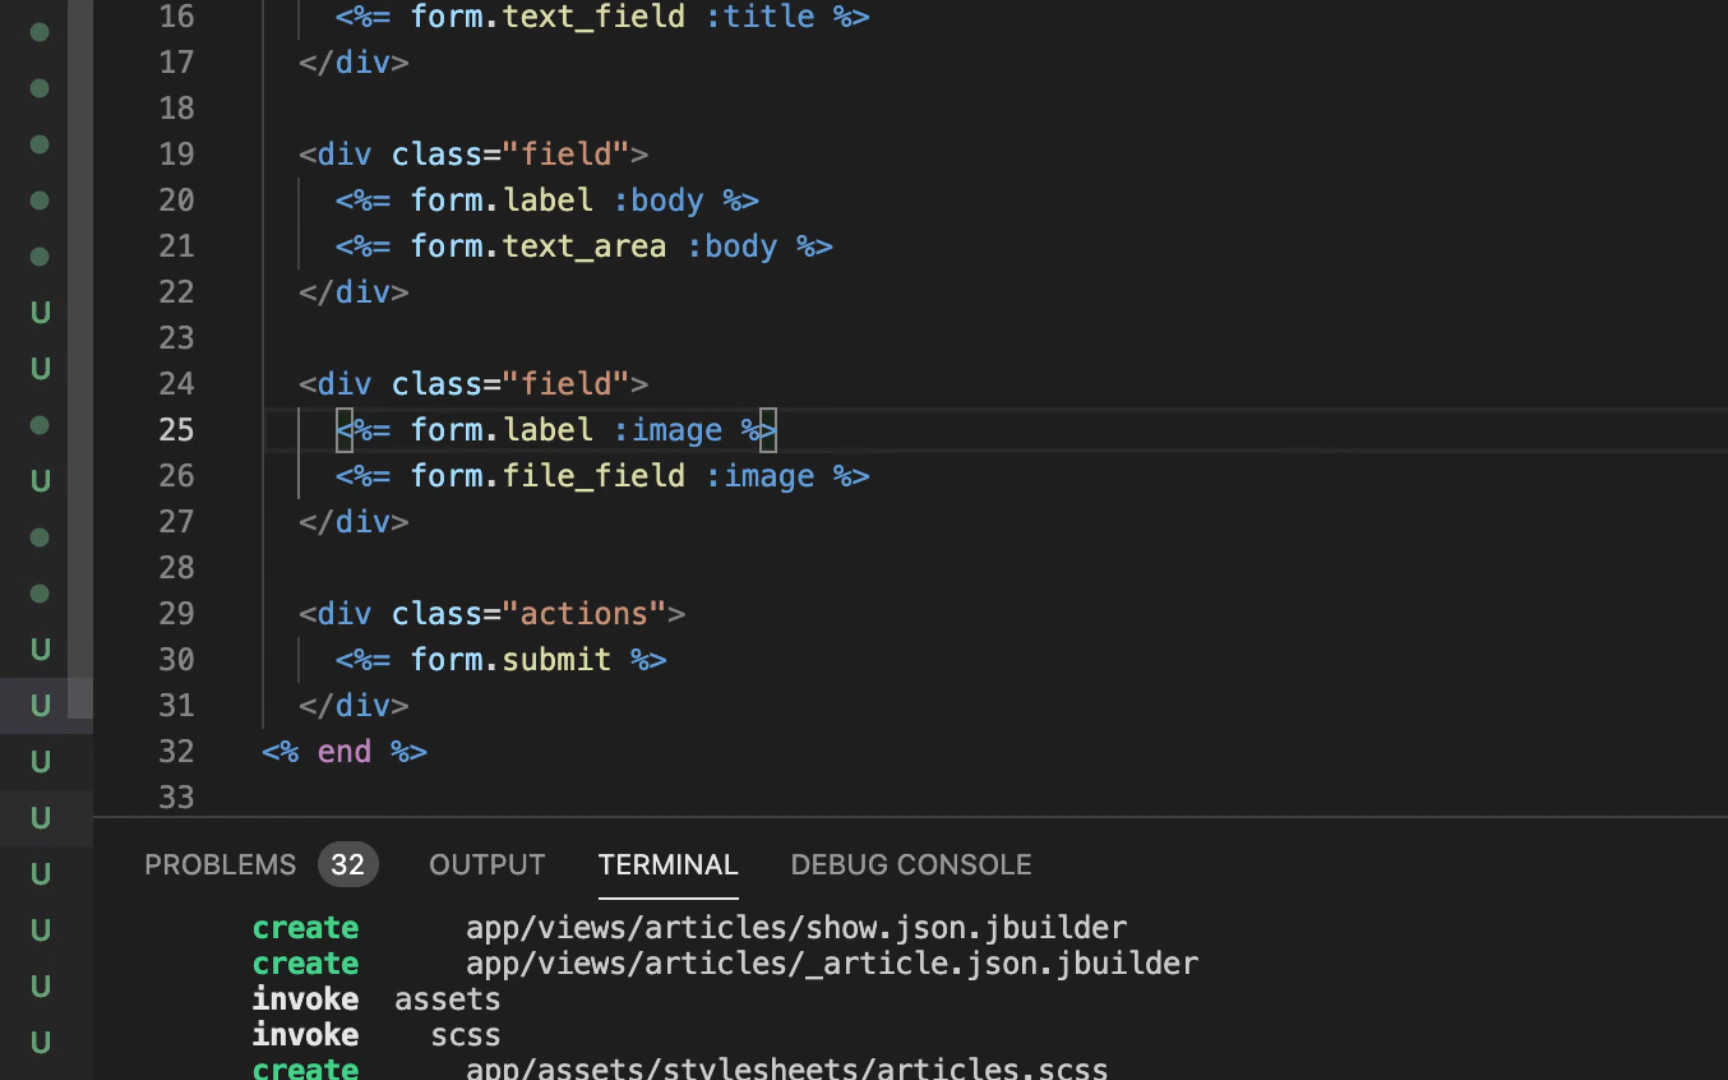 16 <%= form.text_field :title %>
17 </div>
18
19 <div class="field">
20 <%= form.label :body %>
21 <%= form.text_area :body %>
22 </div>
23
24 <div class="field">
25 <%= form.label :image %>
26 <%= form.file_field :image %>
27 </div>
28
29 <div class="actions">
30 <%= form.submit %>
31 </div>
32 <% end %>
33
U
U
U
U
U
U
U
U
U
U
U
PROBLEMS 32 OUTPUT TERMINAL DEBUG CONSOLE
create app/views/articles/show.json.jbuilder
create app/views/articles/_article.json.jbuilder
invoke assets
invoke scss
create app/assets/stylesheets/articles.scss